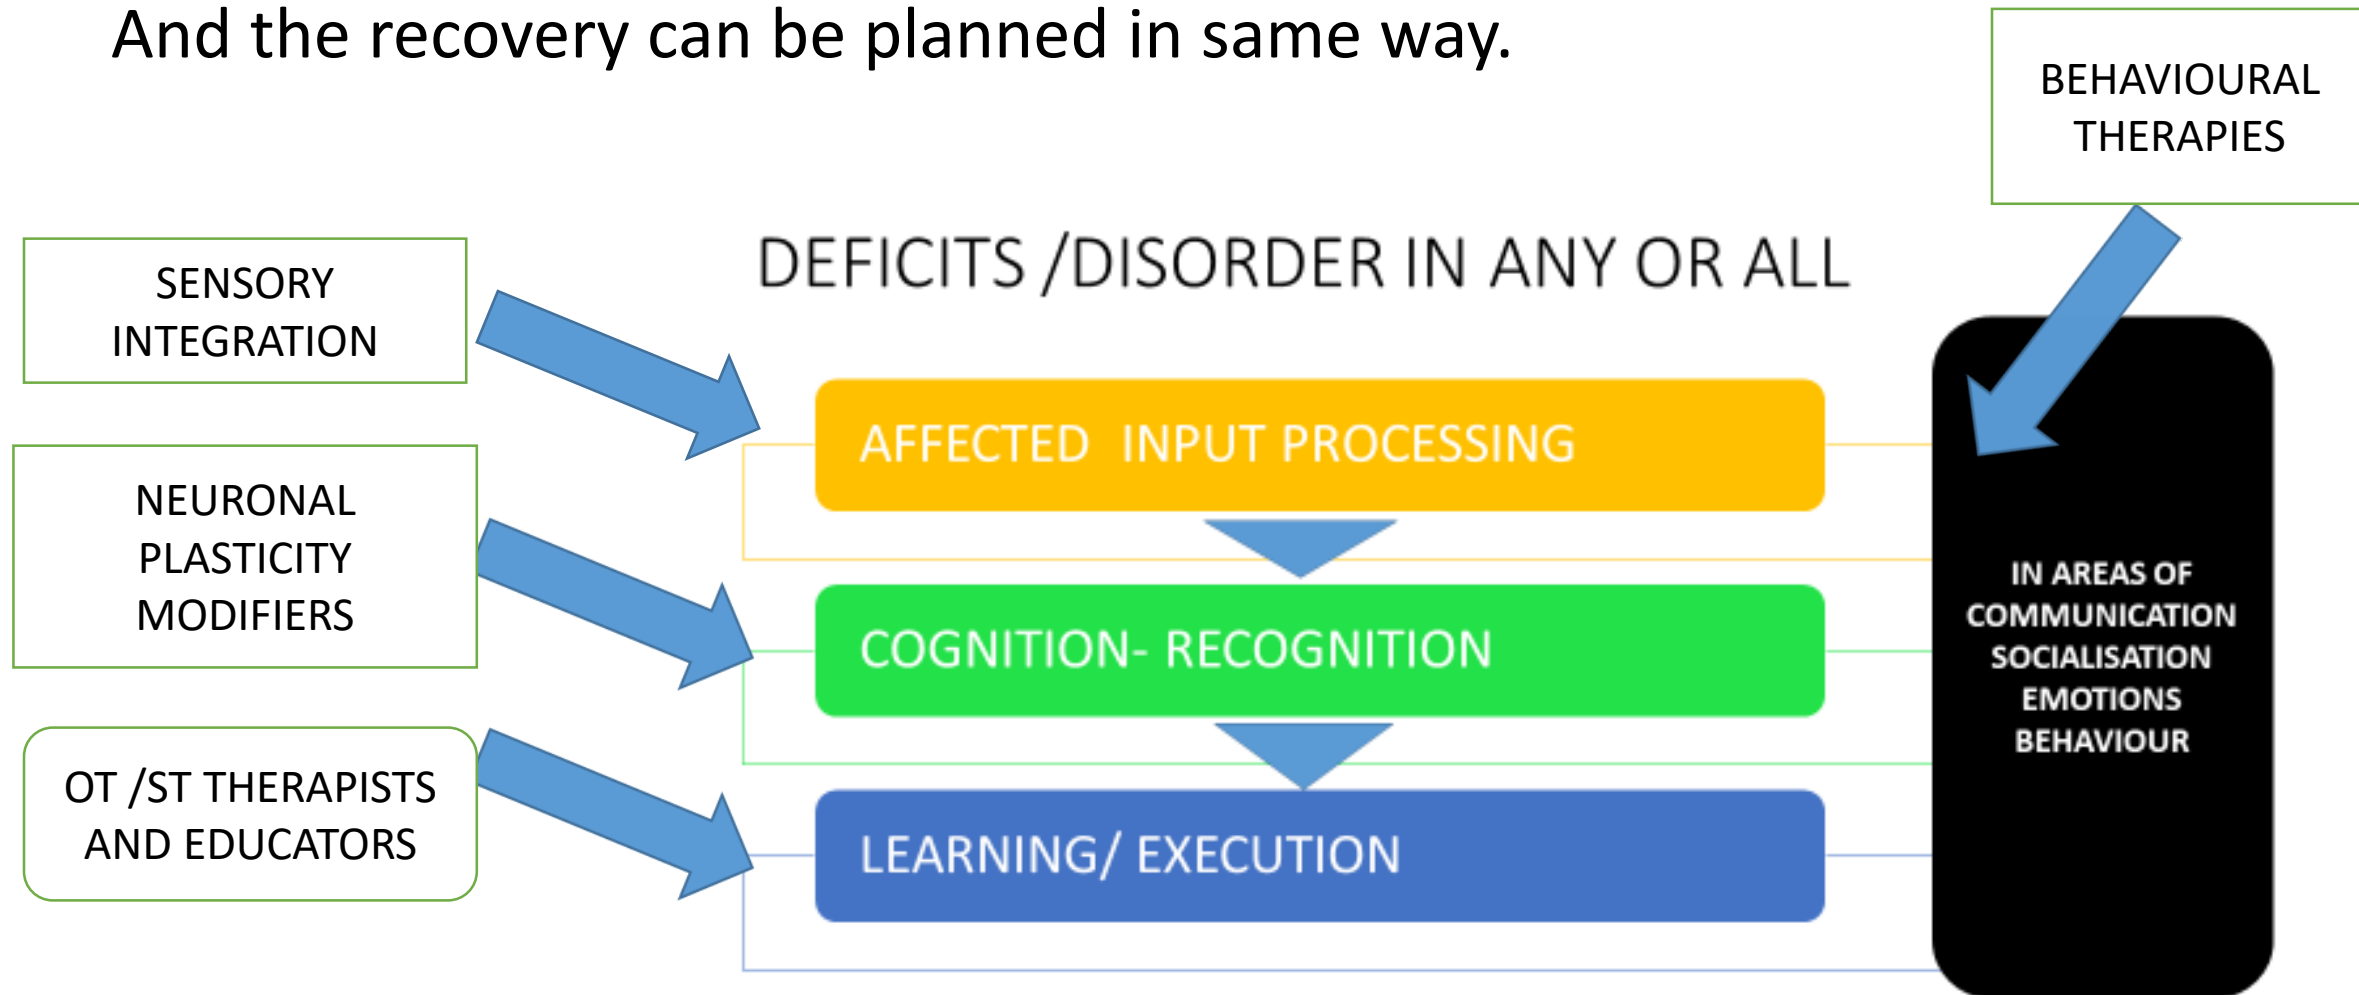 And the recovery can be planned in same way.
BEHAVIOURAL
THERAPIES
DEFICITS /DISORDER IN ANY OR ALL
SENSORY
INTEGRATION
AFFECTED  INPUT PROCESSING
NEURONAL
PLASTICITY
MODIFIERS
COGNITION- RECOGNITION
OT /ST THERAPISTS
AND EDUCATORS
LEARNING/ EXECUTION
IN AREAS OF
COMMUNICATION
SOCIALISATION
EMOTIONS
BEHAVIOUR